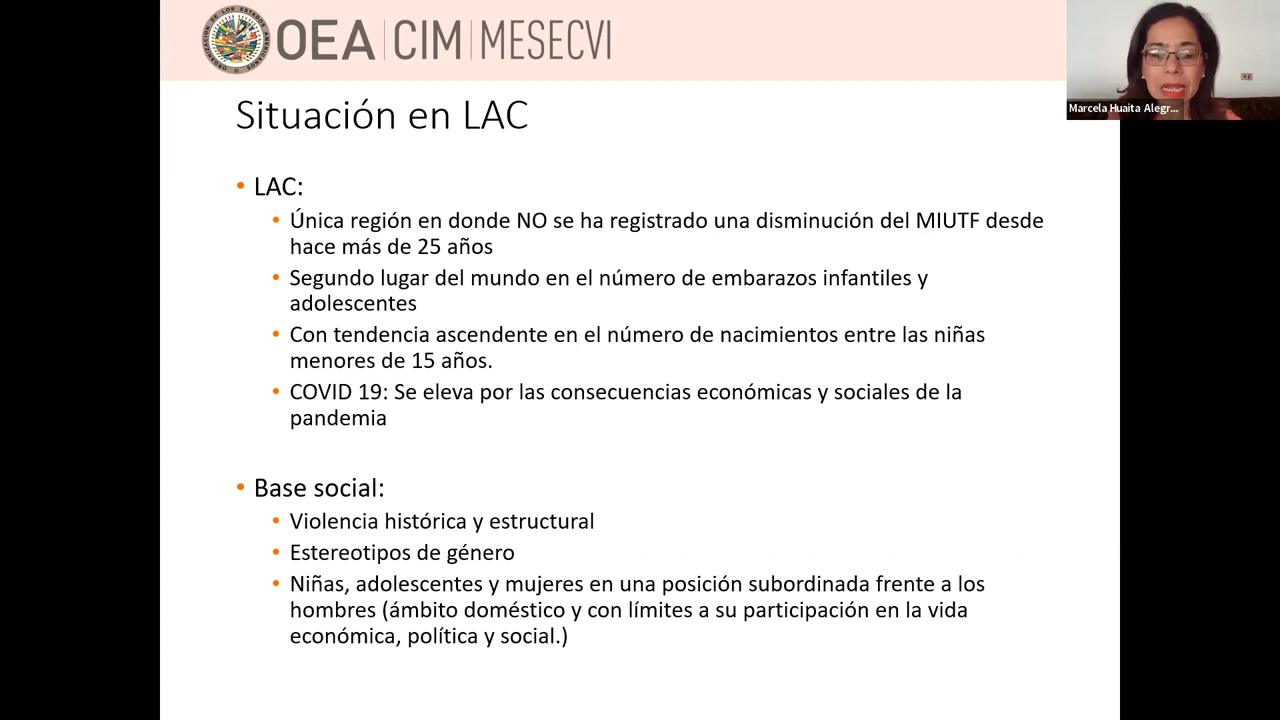 OEA | CIM | MESECVI
Marcela Huaita Alegr...
Situación en LAC
• LAC:
• Única región en donde NO se ha registrado una disminución del MIUTF desde
hace más de 25 años
• Segundo lugar del mundo en el número de embarazos infantiles y
adolescentes
• Con tendencia ascendente en el número de nacimientos entre las niñas
menores de 15 años.
• COVID 19: Se eleva por las consecuencias económicas y sociales de la
pandemia
• Base social:
• Violencia histórica y estructural
• Estereotipos de género
• Niñas, adolescentes y mujeres en una posición subordinada frente a los
hombres (ámbito doméstico y con límites a su participación en la vida
económica, política y social.)